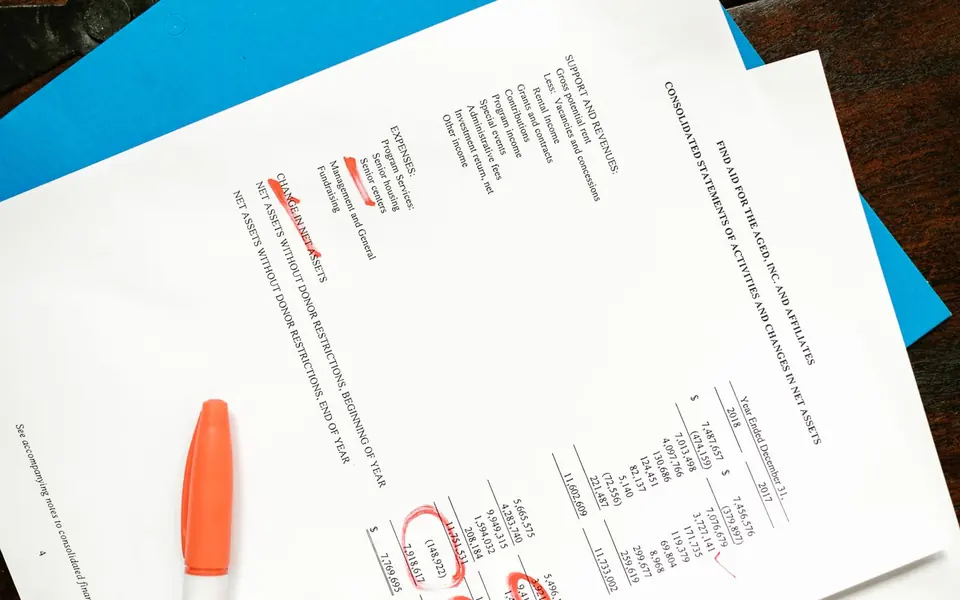 FIND AID FOR THE AGED, INC. AND AFFILIATES
CONSOLIDATED STATEMENTS OF ACTIVITIES AND CHANGES IN NET ASSETS
Year Ended December 31,
2018 2017
SUPPORT AND REVENUES:
Gross potential rent $ 7,487,657 $ 7,456,576
Less: Vacancies and concessions (474,159) (379,897)
Rental Income 7,013,498 7,076,679
Grants and contracts 4,097,766 3,727,141
Contributions 130,686 171,735
Program income 124,451 119,379
Special events 82,137 69,804
Administrative fees 5,140 8,968
Investment return, net (72,556) 299,677
Other income 221,487 259,619
11,602,609 11,733,002
EXPENSES:
Program Services:
Senior housing 5,665,575 5,496,
Senior centers 4,283,740
9,949,315
Management and General 1,594,032
Fundraising 208,184
11,751,531
CHANGE IN NET ASSETS (148,922)
NET ASSETS WITHOUT DONOR RESTRICTIONS, BEGINNING OF YEAR 7,918,617
NET ASSETS WITHOUT DONOR RESTRICTIONS, END OF YEAR $ 7,769,695
See accompanying notes to consolidated finan
4